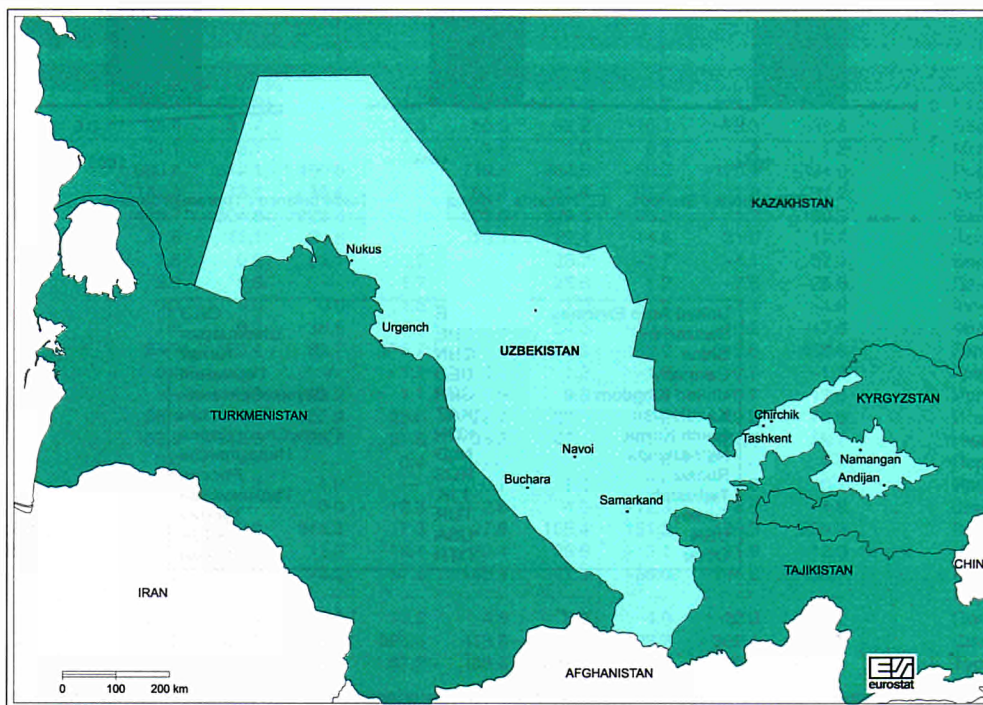 KAZAKHSTAN
Nukus
Urgench
UZBEKISTAN
TURKMENISTAN
KYRGYZSTAN
Chirchik
Tashkent
Navoi
Namangan
Andijan
Buchara
Samarkand
TAJIKISTAN
CHIN
IRAN
AFGHANISTAN
0 100 200 km
eurostat